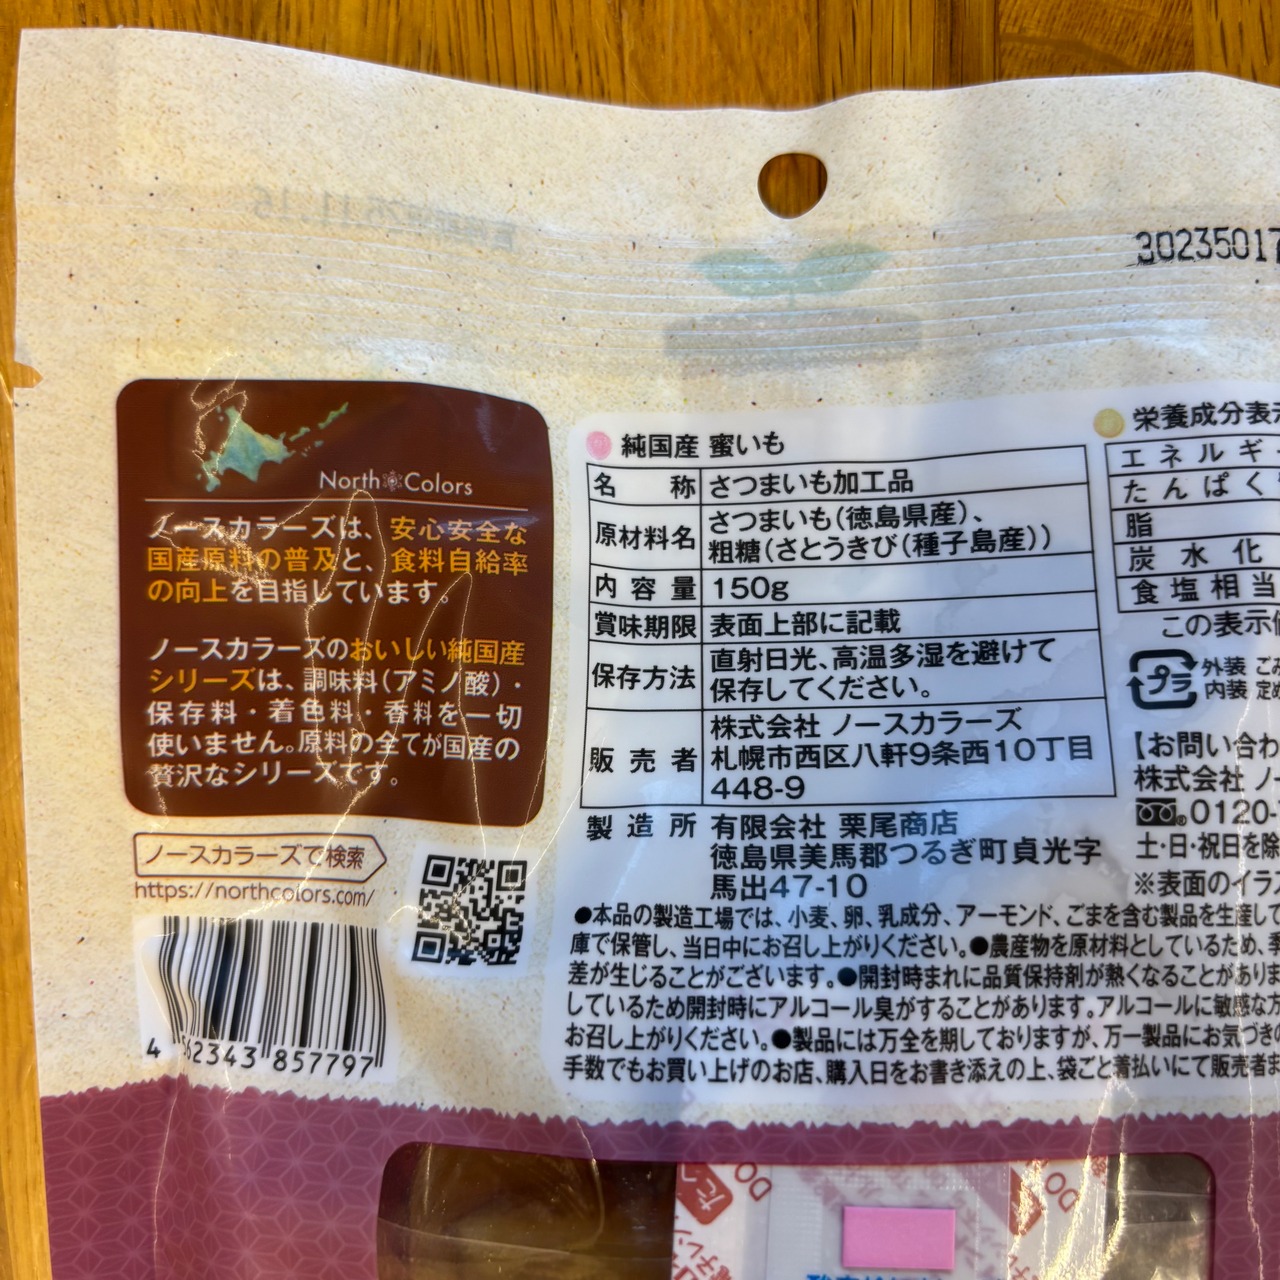 30235017
North Colors
ノースカラーズは、安心安全な
国産原料の普及と、食料自給率
の向上を目指しています。
ノースカラーズのおいしい純国産
シリーズは、調味料(アミノ酸)・
保存料・着色料・香料を一切
使いません。原料の全てが国産の
贅沢なシリーズです。
ノースカラーズで検索
https://northcolors.com/
4 562343 857797
純国産 蜜いも
名称 さつまいも加工品
原材料名 さつまいも(徳島県産)、
粗糖(さとうきび(種子島産))
内容量 150g
賞味期限 表面上部に記載
保存方法 直射日光、高温多湿を避けて
保存してください。
販売者 株式会社 ノースカラーズ
札幌市西区八軒9条西10丁目
448-9
製造所 有限会社 栗尾商店
徳島県美馬郡つるぎ町貞光字
馬出47-10
●本品の製造工場では、小麦、卵、乳成分、アーモンド、ごまを含む製品を生産して
庫で保管し、当日中にお召し上がりください。●農産物を原材料としているため、季
差が生じることがございます。●開封時まれに品質保持剤が熱くなることがありま
しているため開封時にアルコール臭がすることがあります。アルコールに敏感な方
お召し上がりください。●製品には万全を期しておりますが、万一製品にお気づき
手数でもお買い上げのお店、購入日をお書き添えの上、袋ごと着払いにて販売者ま
栄養成分表示
エネルギー
たんぱく
脂
炭水化
食塩相当
この表示値
プラ
外装 ごみ
内装 定め
【お問い合わ
株式会社 ノー
0120-
土・日・祝日を除
※表面のイラス